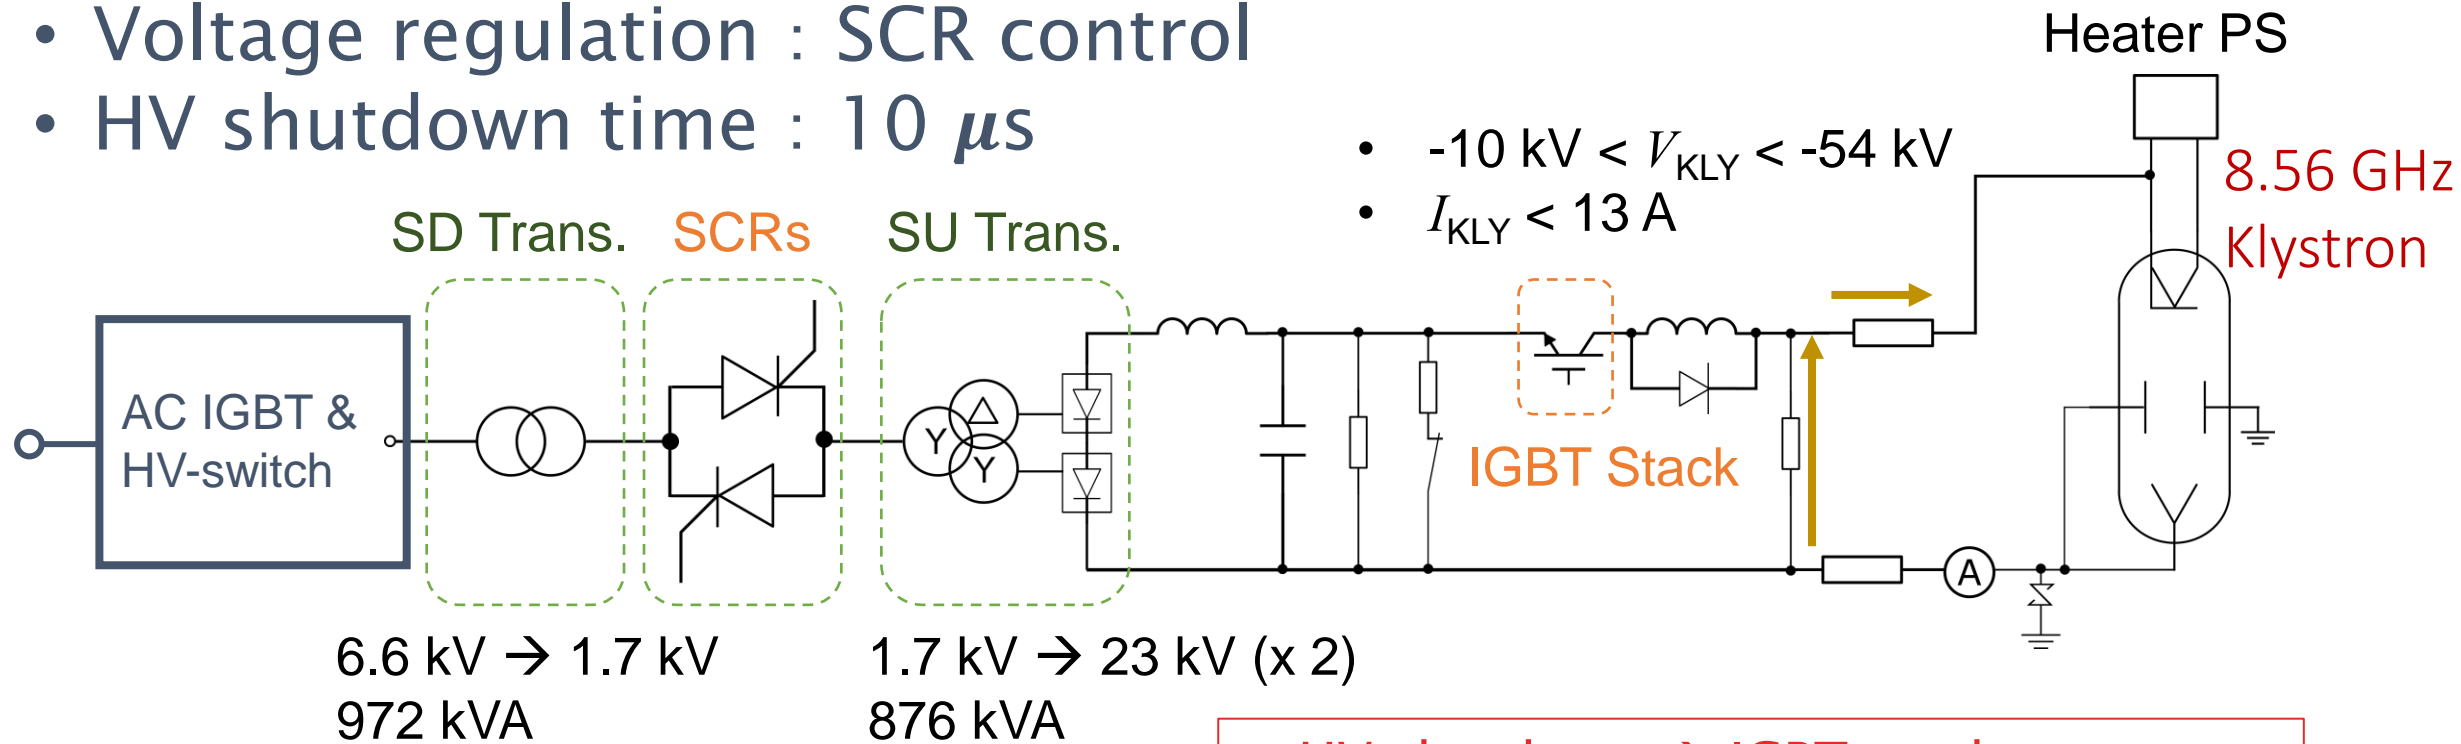 • Voltage regulation : SCR control
• HV shutdown time : 10 μs
Heater PS
• -10 kV < V_KLY < -54 kV
• I_KLY < 13 A
8.56 GHz
Klystron
SD Trans.
SCRs
SU Trans.
AC IGBT &
HV-switch
Y
Δ
Y
IGBT Stack
A
6.6 kV → 1.7 kV
972 kVA
1.7 kV → 23 kV (x 2)
876 kVA